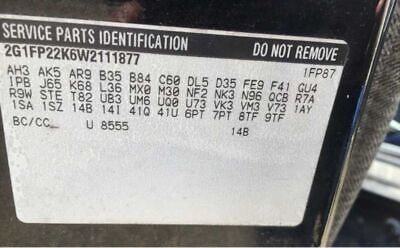 SERVICE PARTS IDENTIFICATION
DO NOT REMOVE
2G1FP22K6W2111877
1FP87
AH3 AK5 AR9 B35 B84 C60 DL5 D35 FE9 F41 GU4
1PB J65 K68 L36 MX0 M30 NF2 NK3 N96 QCB R7A
R9W STE T82 UB3 UM6 UQ0 U73 VK3 VM3 V73 1AY
1SA 1SZ 14B 14I 41Q 41U 6PT 7PT 8TF 9TF
BC/CC U 8555 14B